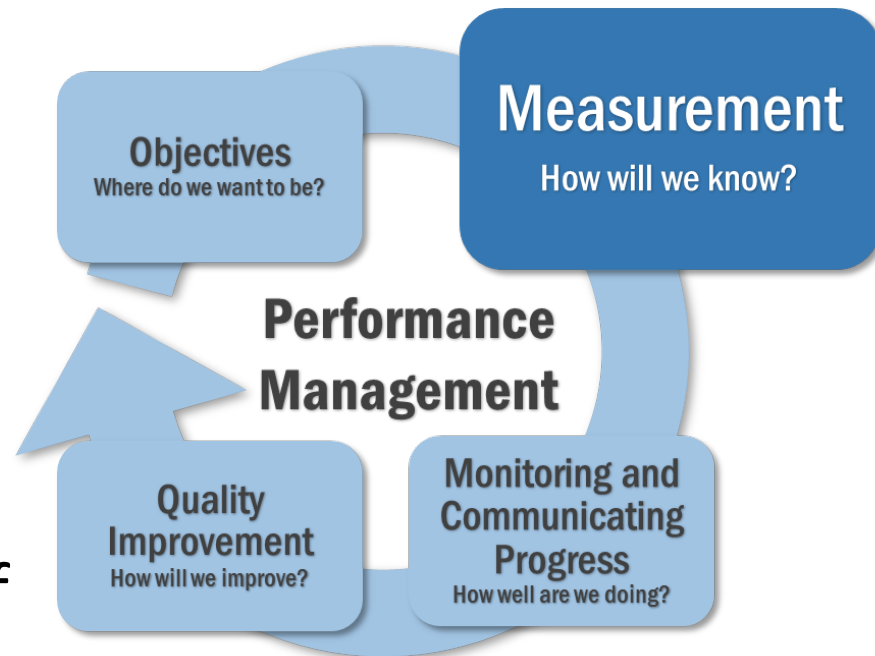 Objectives
Where do we want to be?
Measurement
How will we know?
Performance
Management
Quality
Improvement
How will we improve?
Monitoring and
Communicating
Progress
How well are we doing?